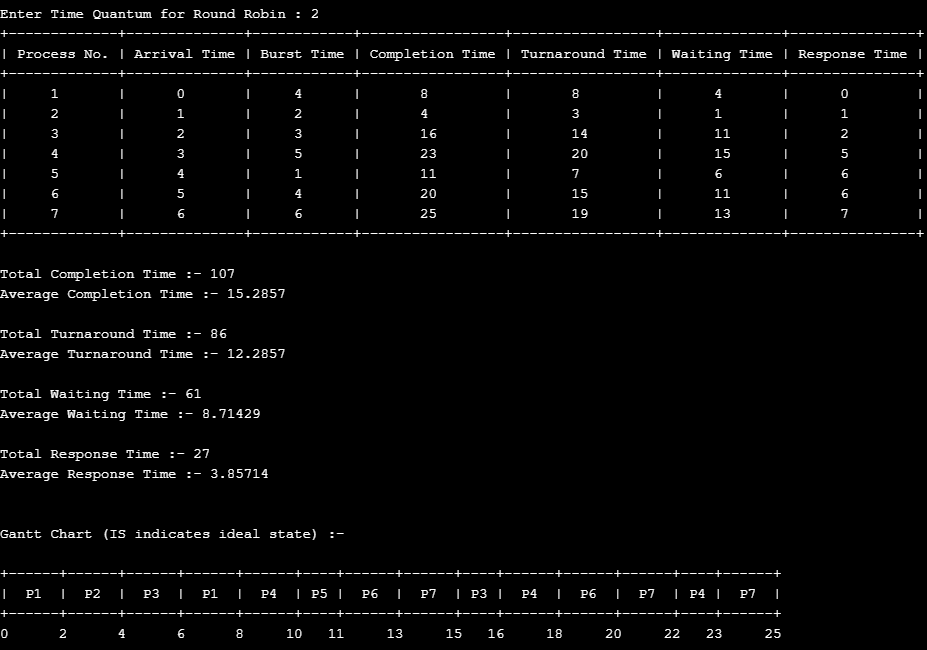 Enter Time Quantum for Round Robin : 2
+-------------+--------------+------------+-----------------+-----------------+--------------+---------------+
| Process No. | Arrival Time | Burst Time | Completion Time | Turnaround Time | Waiting Time | Response Time |
+-------------+--------------+------------+-----------------+-----------------+--------------+---------------+
|     1       |      0       |     4      |       8         |       8         |      4       |      0        |
|     2       |      1       |     2      |       4         |       3         |      1       |      1        |
|     3       |      2       |     3      |       16        |       14        |      11      |      2        |
|     4       |      3       |     5      |       23        |       20        |      15      |      5        |
|     5       |      4       |     1      |       11        |       7         |      6       |      6        |
|     6       |      5       |     4      |       20        |       15        |      11      |      6        |
|     7       |      6       |     6      |       25        |       19        |      13      |      7        |
+-------------+--------------+------------+-----------------+-----------------+--------------+---------------+
Total Completion Time :- 107
Average Completion Time :- 15.2857
Total Turnaround Time :- 86
Average Turnaround Time :- 12.2857
Total Waiting Time :- 61
Average Waiting Time :- 8.71429
Total Response Time :- 27
Average Response Time :- 3.85714
Gantt Chart (IS indicates ideal state) :-
+------+------+------+------+------+----+------+------+----+------+------+------+----+------+
|  P1  |  P2  |  P3  |  P1  |  P4  | P5 |  P6  |  P7  | P3 |  P4  |  P6  |  P7  | P4 |  P7  |
+------+------+------+------+------+----+------+------+----+------+------+------+----+------+
0      2      4      6      8     10   11     13     15   16     18     20     22   23     25